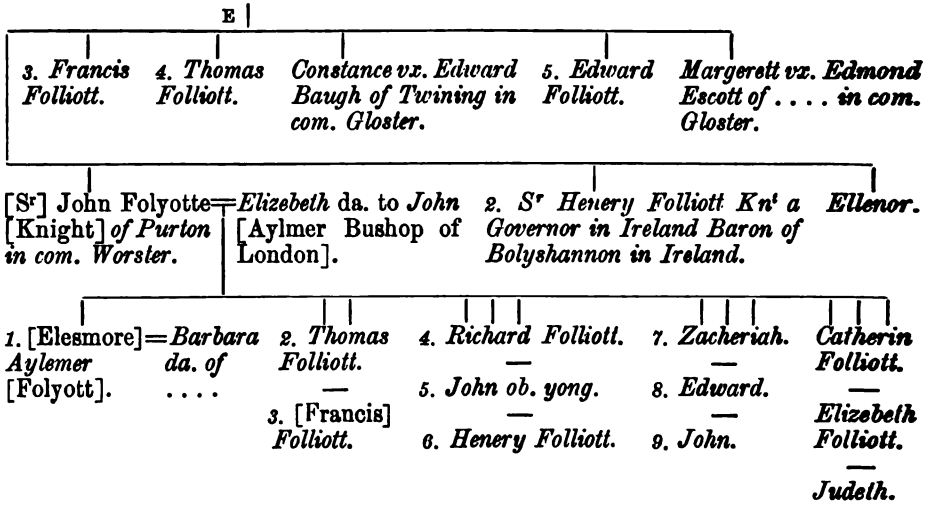 E
3. Francis Folliott.
4. Thomas Folliott.
Constance vx. Edward Baugh of Twining in com. Gloster.
5. Edward Folliott.
Margerett vx. Edmond Escott of .... in com. Gloster.
[Sʳ] John Folyotte=Elizebeth da. to John
[Knight] of Purton [Aylmer Bushop of
in com. Worster. London].
2. Sʳ Henery Folliott Knᵗ a
Governor in Ireland Baron of
Bolyshannon in Ireland.
Ellenor.
1. [Elesmore]=Barbara
Aylemer da. of
[Folyott]. ....
2. Thomas
Folliott.
—
3. [Francis]
Folliott.
4. Richard Folliott.
—
5. John ob. yong.
—
6. Henery Folliott.
7. Zacheriah.
—
8. Edward.
—
9. John.
Catherin
Folliott.
—
Elizebeth
Folliott.
—
Judeth.